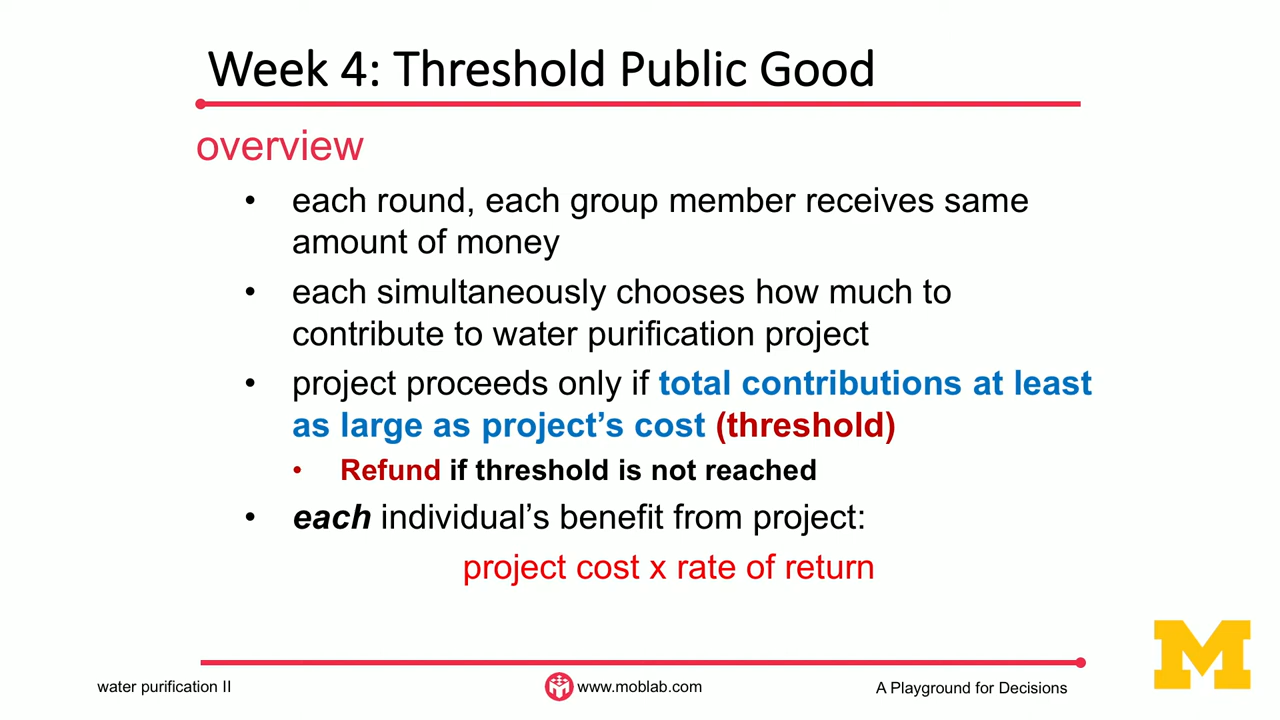 Week 4: Threshold Public Good
overview
• each round, each group member receives same
amount of money
• each simultaneously chooses how much to
contribute to water purification project
• project proceeds only if total contributions at least
as large as project’s cost (threshold)
• Refund if threshold is not reached
• each individual’s benefit from project:
project cost x rate of return
M
water purification II
www.moblab.com
A Playground for Decisions